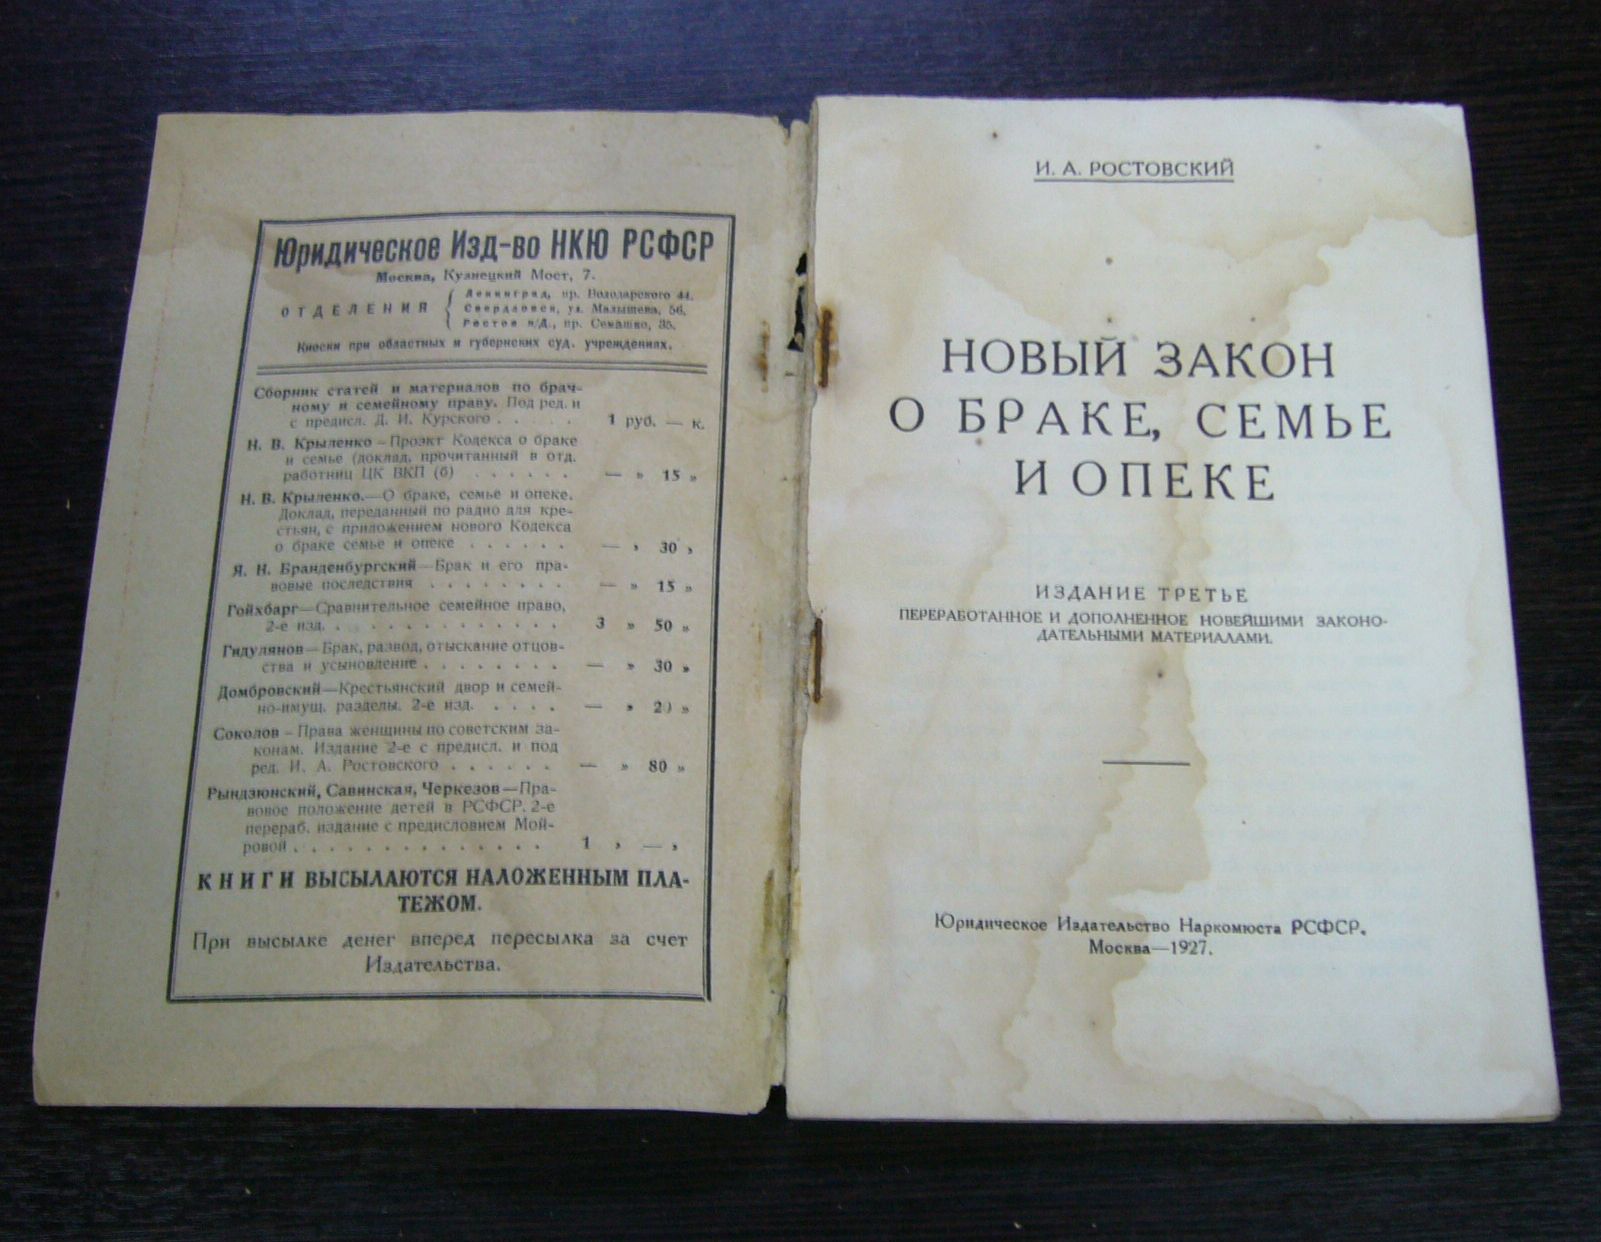 Юридическое Изд-во НКЮ РСФСР
Москва, Кузнецкий Мост, 7.
ОТДЕЛЕНИЯ
Ленинград, пр. Володарского 44.
Свердловск, ул. Малышева, 56.
Ростов н/Д., пр. Семашко, 35.
Киоски при областных и губернских суд. учреждениях.
Сборник статей и материалов по брач-
ному и семейному праву. Под ред. и
с предисл. Д. И. Курского . . . . . 1 руб. — к.
Н. В. Крыленко — Проэкт Кодекса о браке
и семье (доклад, прочитанный в отд.
работниц ЦК ВКП (б) . . . . . . — » 15 »
Н. В. Крыленко.—О браке, семье и опеке.
Доклад, переданный по радио для кре-
стьян, с приложением нового Кодекса
о браке семье и опеке . . . . . . — » 30 »
Я. Н. Бранденбургский—Брак и его пра-
вовые последствия . . . . . . . . — » 15 »
Гойхбарг—Сравнительное семейное право,
2-е изд. . . . . . . . . . . . . 3 » 50 »
Гидулянов—Брак, развод, отыскание отцов-
ства и усыновление . . . . . . . — » 30 »
Домбровский—Крестьянский двор и семей-
но-имущ. разделы. 2-е изд. . . . . — » 20 »
Соколов – Права женщины по советским за-
конам. Издание 2-е с предисл. и под
ред. И. А. Ростовского . . . . . . — » 80 »
Рындзюнский, Савинская, Черкезов—Пра-
вовое положение детей в РСФСР. 2-е
перераб. издание с предисловием Мой-
ровой . . . . . . . . . . . . . 1 » — »
КНИГИ ВЫСЫЛАЮТСЯ НАЛОЖЕННЫМ ПЛА-
ТЕЖОМ.
При высылке денег вперед пересылка за счет
Издательства.
И. А. РОСТОВСКИЙ
НОВЫЙ ЗАКОН
О БРАКЕ, СЕМЬЕ
И ОПЕКЕ
ИЗДАНИЕ ТРЕТЬЕ
ПЕРЕРАБОТАННОЕ И ДОПОЛНЕННОЕ НОВЕЙШИМИ ЗАКОНО-
ДАТЕЛЬНЫМИ МАТЕРИАЛАМИ.
Юридическое Издательство Наркомюста РСФСР.
Москва—1927.